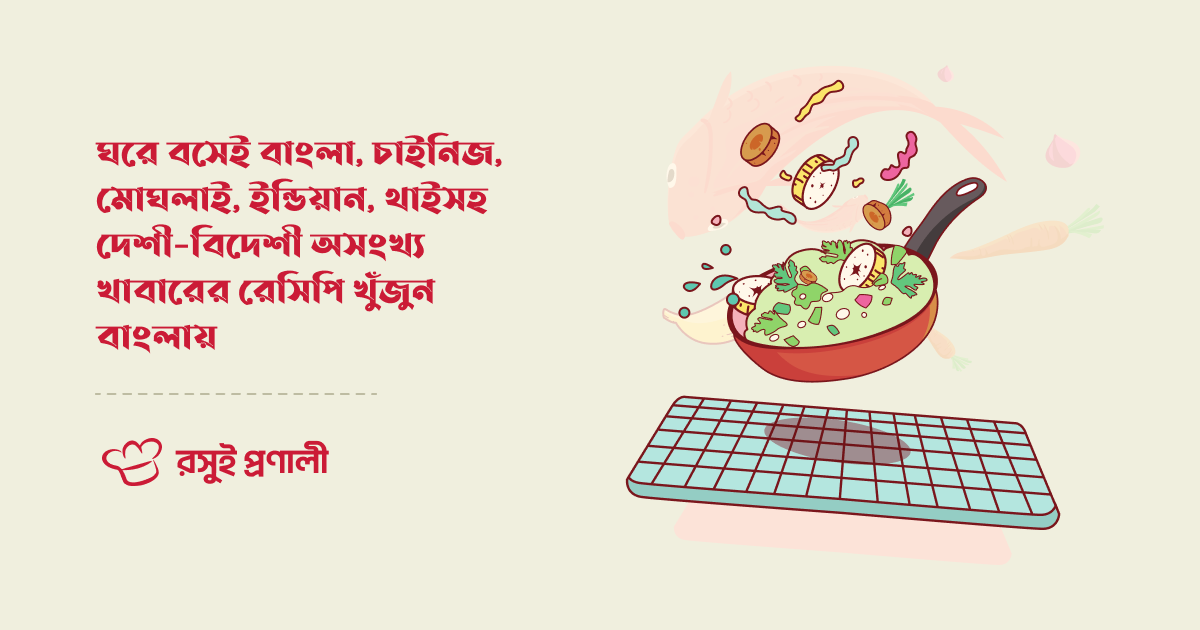 ঘরে বসেই বাংলা, চাইনিজ,
মোঘলাই, ইন্ডিয়ান, থাইসহ
দেশী-বিদেশী অসংখ্য
খাবারের রেসিপি খুঁজুন
বাংলায়
রসুই প্রণালী